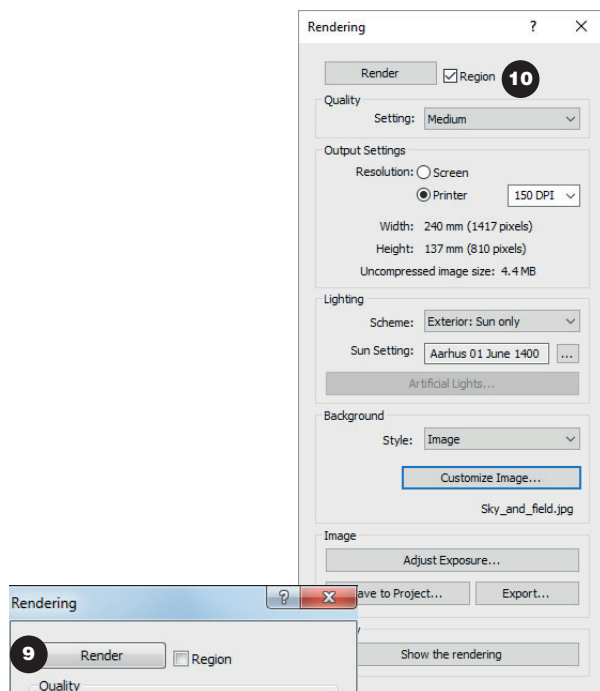 Rendering ? X
Render Region 10
Quality
Setting: Medium
Output Settings
Resolution: Screen
Printer 150 DPI
Width: 240 mm (1417 pixels)
Height: 137 mm (810 pixels)
Uncompressed image size: 4.4 MB
Lighting
Scheme: Exterior: Sun only
Sun Setting: Aarhus 01 June 1400 ...
Artificial Lights...
Background
Style: Image
Customize Image...
Sky_and_field.jpg
Image
Adjust Exposure...
ave to Project... Export...
Show the rendering
Rendering ? X
9 Render Region
Quality